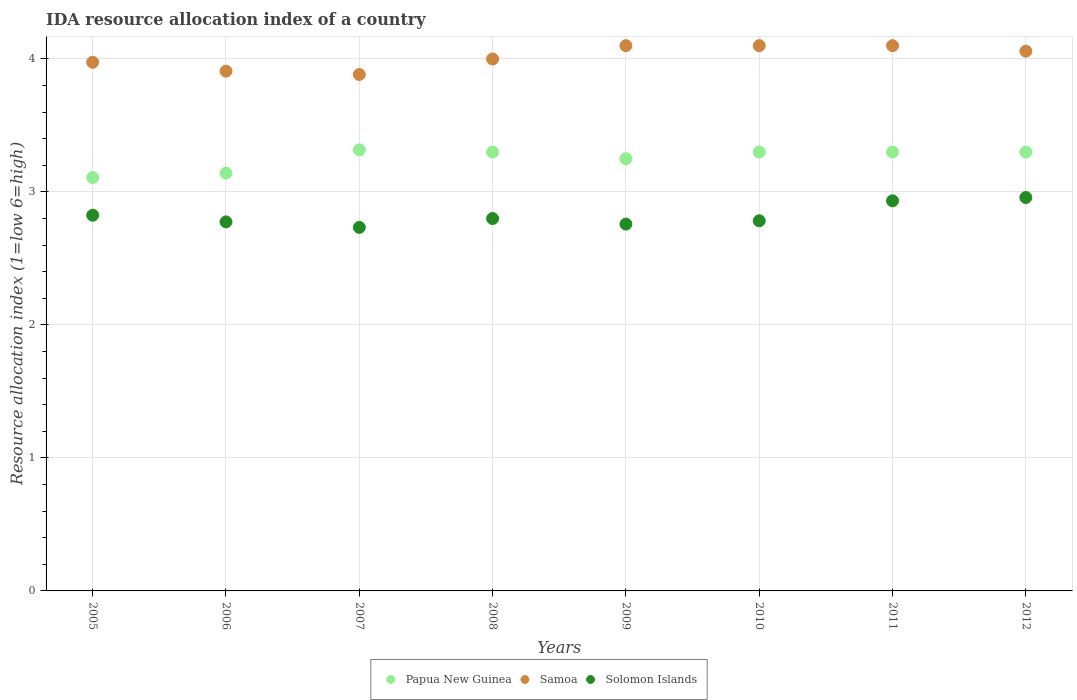 IDA resource allocation index of a country
Resource allocation index (1=low 6=high)
4
3
2
1
0
2005
2006
2007
2008
2009
2010
2011
2012
Years
Papua New Guinea
Samoa
Solomon Islands